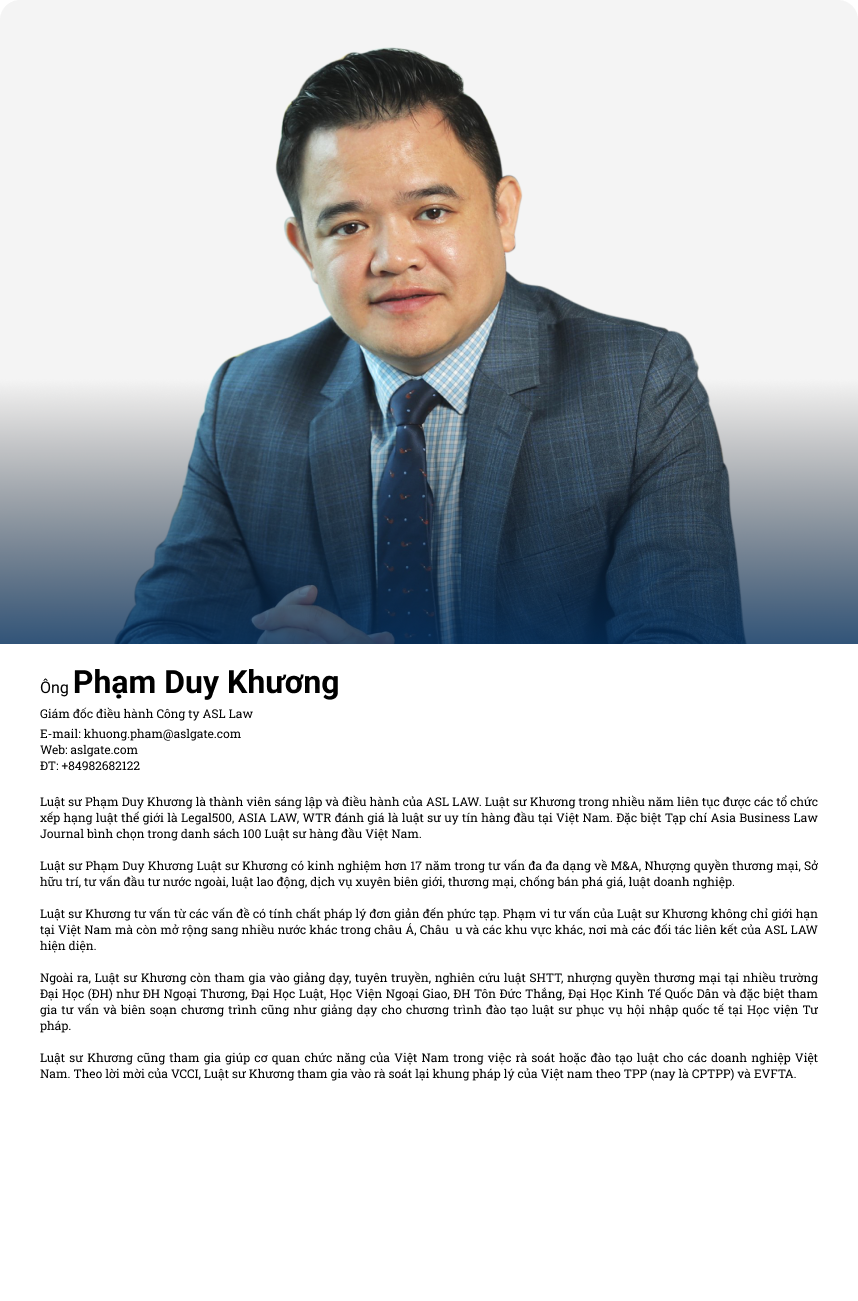 Ông Phạm Duy Khương
Giám đốc điều hành Công ty ASL Law
E-mail: khuong.pham@aslgate.com
Web: aslgate.com
ĐT: +84982682122
Luật sư Phạm Duy Khương là thành viên sáng lập và điều hành của ASL LAW. Luật sư Khương trong nhiều năm liên tục được các tổ chức
xếp hạng luật thế giới là Legal500, ASIA LAW, WTR đánh giá là luật sư uy tín hàng đầu tại Việt Nam. Đặc biệt Tạp chí Asia Business Law
Journal bình chọn trong danh sách 100 Luật sư hàng đầu Việt Nam.
Luật sư Phạm Duy Khương Luật sư Khương có kinh nghiệm hơn 17 năm trong tư vấn đa đa dạng về M&A, Nhượng quyền thương mại, Sở
hữu trí, tư vấn đầu tư nước ngoài, luật lao động, dịch vụ xuyên biên giới, thương mại, chống bán phá giá, luật doanh nghiệp.
Luật sư Khương tư vấn từ các vấn đề có tính chất pháp lý đơn giản đến phức tạp. Phạm vi tư vấn của Luật sư Khương không chỉ giới hạn
tại Việt Nam mà còn mở rộng sang nhiều nước khác trong châu Á, Châu  u và các khu vực khác, nơi mà các đối tác liên kết của ASL LAW
hiện diện.
Ngoài ra, Luật sư Khương còn tham gia vào giảng dạy, tuyên truyền, nghiên cứu luật SHTT, nhượng quyền thương mại tại nhiều trường
Đại Học (ĐH) như ĐH Ngoại Thương, Đại Học Luật, Học Viện Ngoại Giao, ĐH Tôn Đức Thắng, Đại Học Kinh Tế Quốc Dân và đặc biệt tham
gia tư vấn và biên soạn chương trình cũng như giảng dạy cho chương trình đào tạo luật sư phục vụ hội nhập quốc tế tại Học viện Tư
pháp.
Luật sư Khương cũng tham gia giúp cơ quan chức năng của Việt Nam trong việc rà soát hoặc đào tạo luật cho các doanh nghiệp Việt
Nam. Theo lời mời của VCCI, Luật sư Khương tham gia vào rà soát lại khung pháp lý của Việt nam theo TPP (nay là CPTPP) và EVFTA.